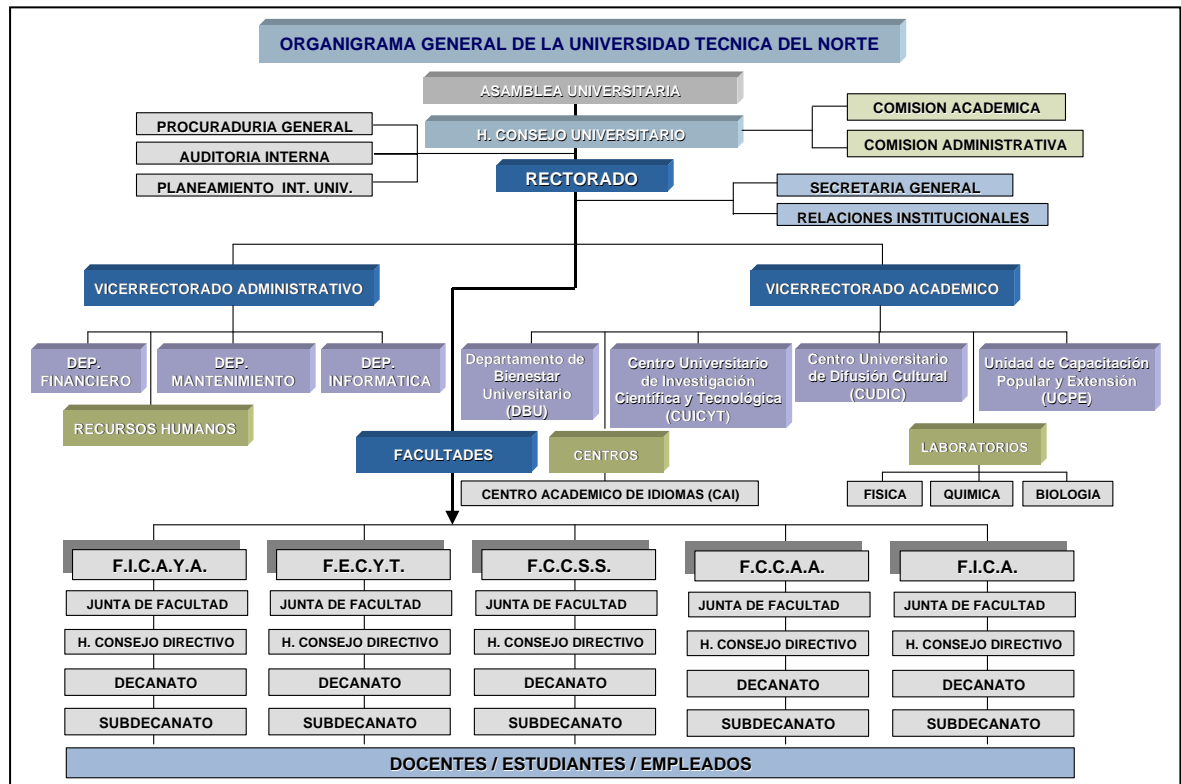 ORGANIGRAMA GENERAL DE LA UNIVERSIDAD TECNICA DEL NORTE
ASAMBLEA UNIVERSITARIA
H. CONSEJO UNIVERSITARIO
COMISION ACADEMICA
COMISION ADMINISTRATIVA
PROCURADURIA GENERAL
AUDITORIA INTERNA
PLANEAMIENTO INT. UNIV.
RECTORADO
SECRETARIA GENERAL
RELACIONES INSTITUCIONALES
VICERRECTORADO ADMINISTRATIVO
VICERRECTORADO ACADEMICO
DEP.
FINANCIERO
DEP.
MANTENIMIENTO
DEP.
INFORMATICA
RECURSOS HUMANOS
Departamento de
Bienestar
Universitario
(DBU)
Centro Universitario
de Investigación
Científica y Tecnológica
(CUICYT)
Centro Universitario
de Difusión Cultural
(CUDIC)
Unidad de Capacitación
Popular y Extensión
(UCPE)
FACULTADES
CENTROS
CENTRO ACADEMICO DE IDIOMAS (CAI)
LABORATORIOS
FISICA
QUIMICA
BIOLOGIA
F.I.C.A.Y.A.
JUNTA DE FACULTAD
H. CONSEJO DIRECTIVO
DECANATO
SUBDECANATO
F.E.C.Y.T.
JUNTA DE FACULTAD
H. CONSEJO DIRECTIVO
DECANATO
SUBDECANATO
F.C.C.S.S.
JUNTA DE FACULTAD
H. CONSEJO DIRECTIVO
DECANATO
SUBDECANATO
F.C.C.A.A.
JUNTA DE FACULTAD
H. CONSEJO DIRECTIVO
DECANATO
SUBDECANATO
F.I.C.A.
JUNTA DE FACULTAD
H. CONSEJO DIRECTIVO
DECANATO
SUBDECANATO
DOCENTES / ESTUDIANTES / EMPLEADOS